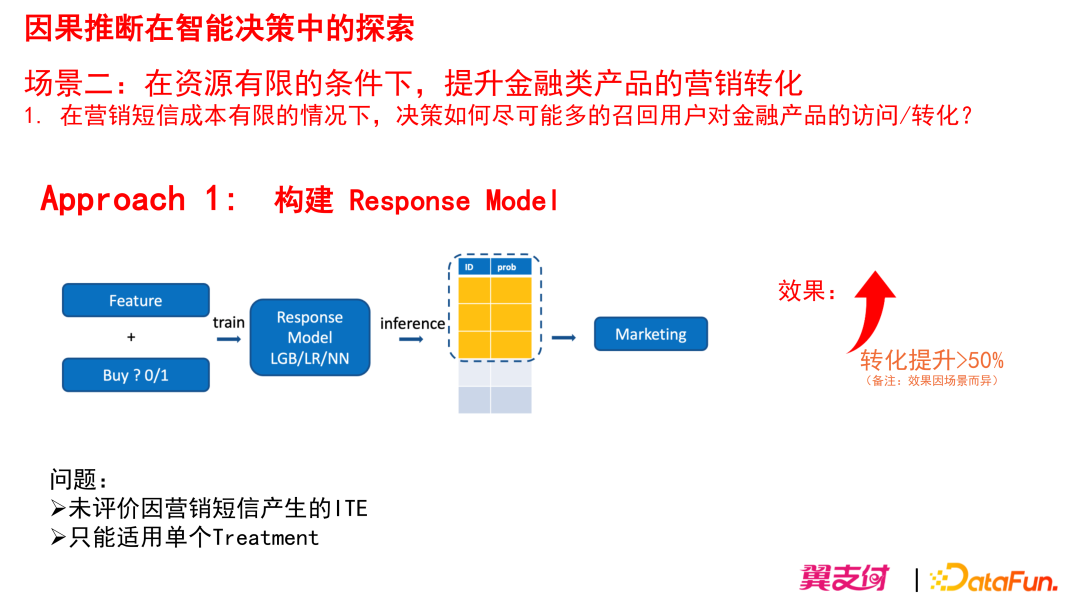 因果推断在智能决策中的探索
场景二：在资源有限的条件下，提升金融类产品的营销转化
1. 在营销短信成本有限的情况下，决策如何尽可能多的召回用户对金融产品的访问/转化？
Approach 1: 构建 Response Model
Feature
+
Buy ? 0/1
train
Response
Model
LGB/LR/NN
inference
ID prob
Marketing
效果：
转化提升>50%
（备注：效果因场景而异）
问题：
➢未评价因营销短信产生的ITE
➢只能适用单个Treatment
翼支付 | DataFun.